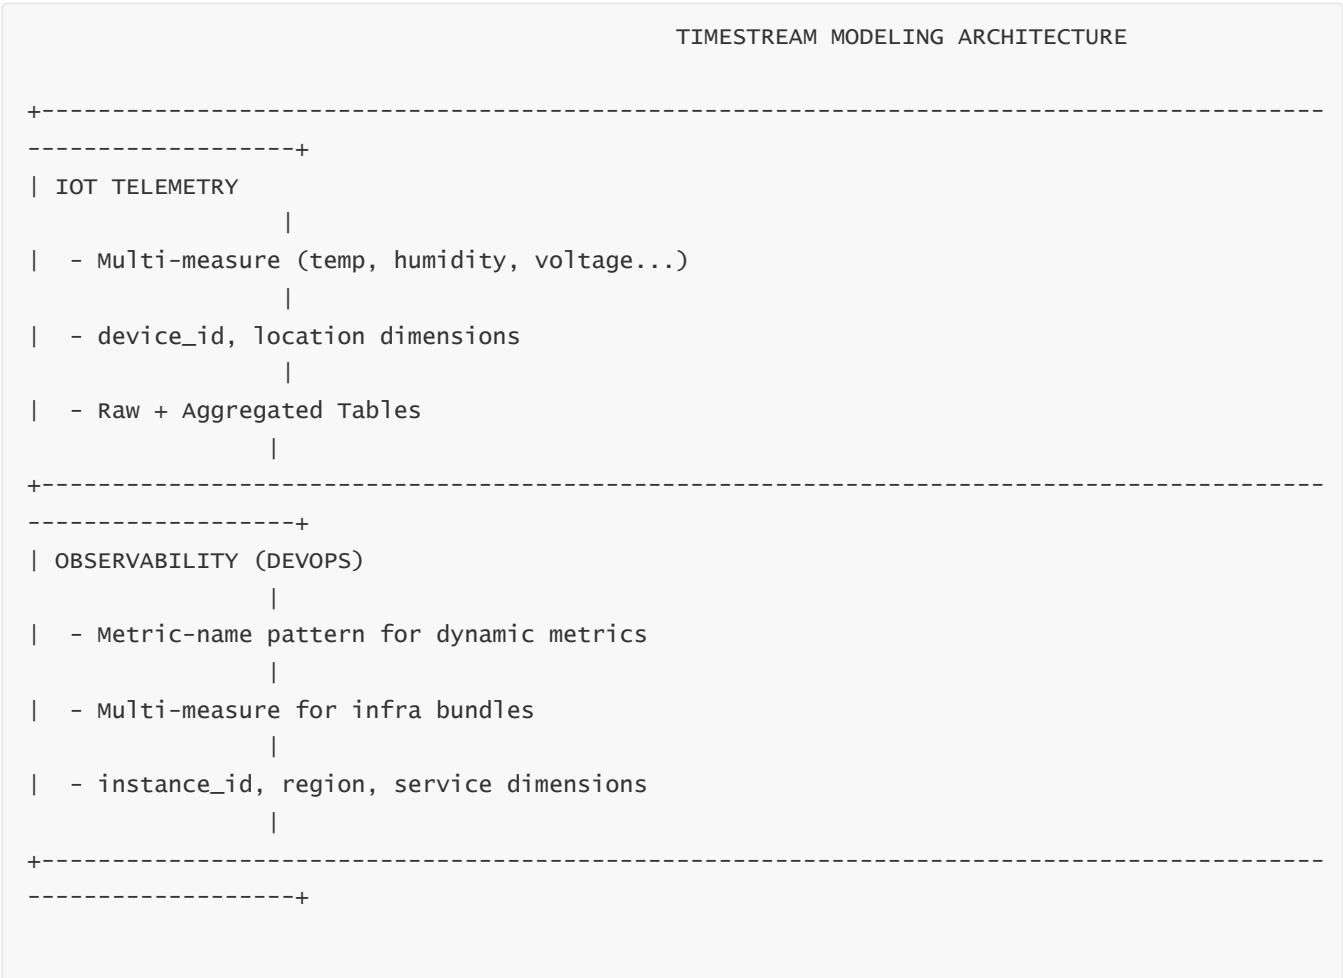 TIMESTREAM MODELING ARCHITECTURE
+-------------------------------------------------------------------------------------------
-------------------+
| IOT TELEMETRY
|
|  - Multi-measure (temp, humidity, voltage...)
|
|  - device_id, location dimensions
|
|  - Raw + Aggregated Tables
|
+-------------------------------------------------------------------------------------------
-------------------+
| OBSERVABILITY (DEVOPS)
|
|  - Metric-name pattern for dynamic metrics
|
|  - Multi-measure for infra bundles
|
|  - instance_id, region, service dimensions
|
+-------------------------------------------------------------------------------------------
-------------------+